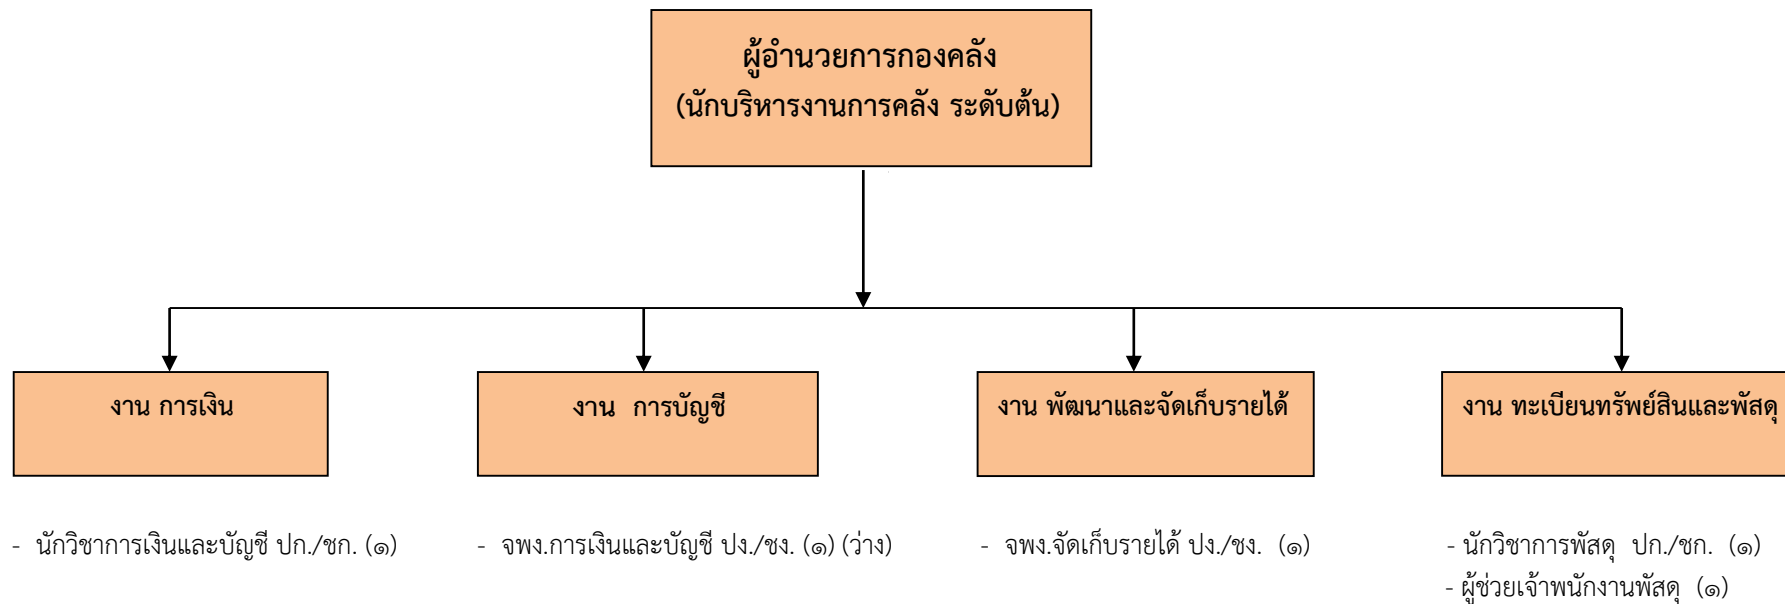 ผู้อำนวยการกองคลัง
(นักบริหารงานการคลัง ระดับต้น)
งาน การเงิน
งาน  การบัญชี
งาน พัฒนาและจัดเก็บรายได้
งาน ทะเบียนทรัพย์สินและพัสดุ
-  นักวิชาการเงินและบัญชี ปก./ชก. (๑)
-  จพง.การเงินและบัญชี ปง./ชง. (๑) (ว่าง)
-  จพง.จัดเก็บรายได้ ปง./ชง.  (๑)
- นักวิชาการพัสดุ  ปก./ชก.  (๑)
- ผู้ช่วยเจ้าพนักงานพัสดุ  (๑)